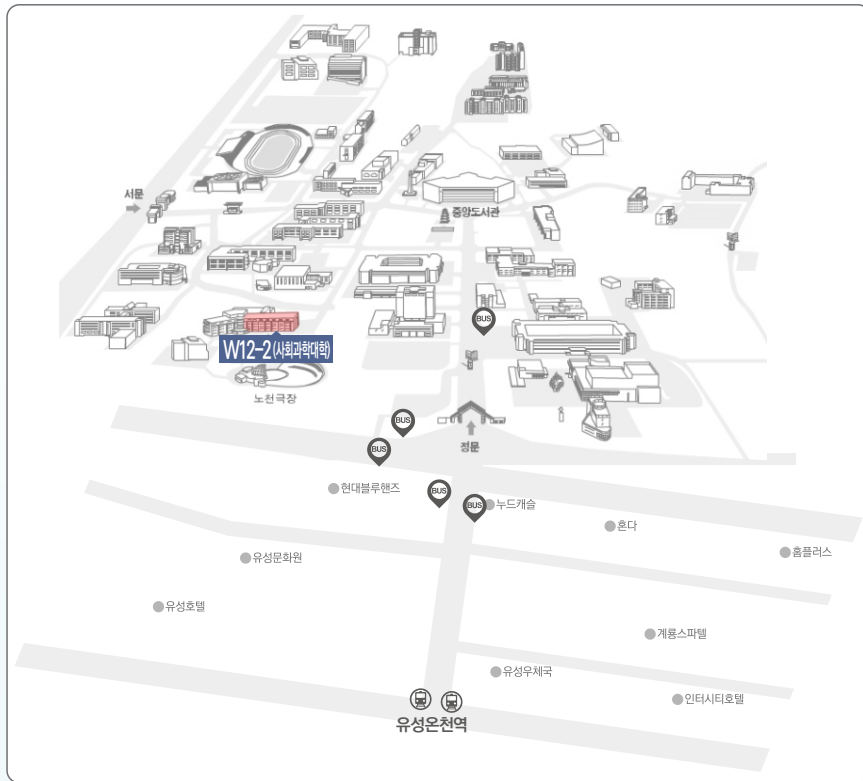 서문
중앙도서관
BUS
W12-2(사회과학대학)
노천극장
BUS
정문
BUS
현대블루핸즈
BUS
BUS
누드캐슬
혼다
홈플러스
유성문화원
유성호텔
계룡스파텔
유성우체국
인터시티호텔
유성온천역